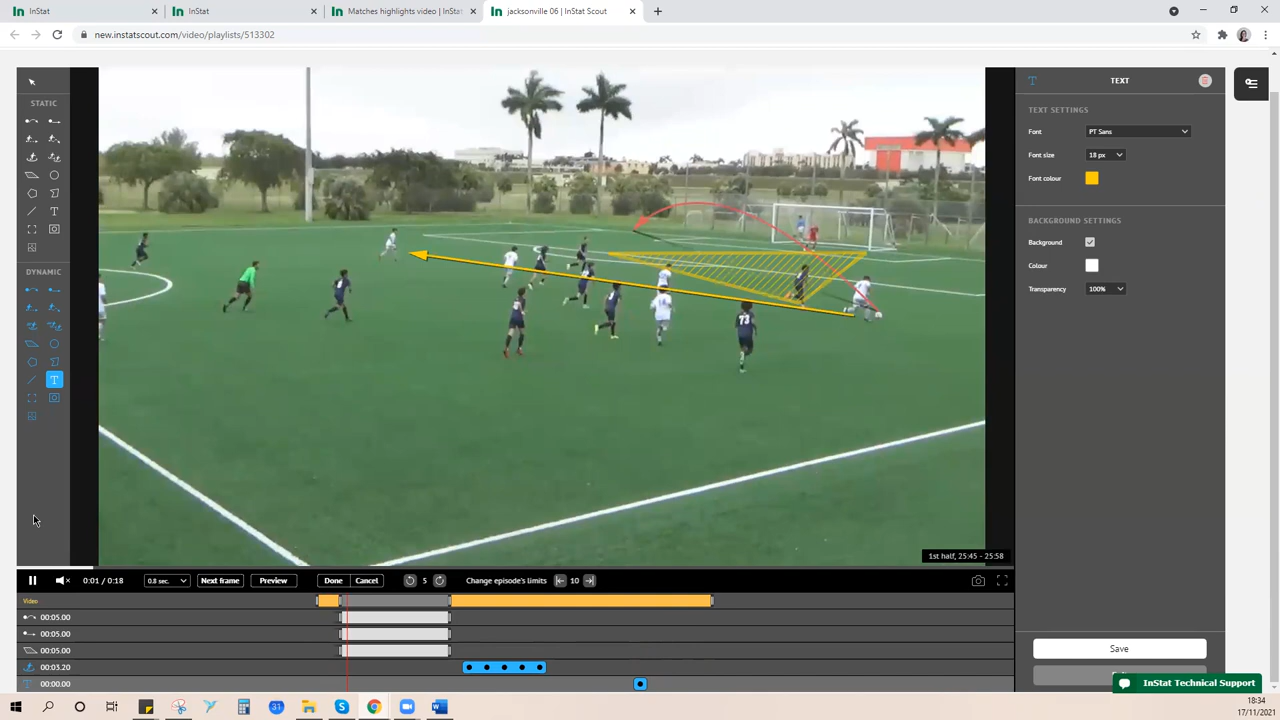 InStat
InStat
Matches highlights video | InStat
jacksonville 06 | InStat Scout
new.instatscout.com/video/playlists/513302
STATIC
DYNAMIC
T
TEXT
TEXT SETTINGS
Font
PT Sans
Font size
18 px
Font colour
BACKGROUND SETTINGS
Background
Colour
Transparency
100%
73
1st half, 25:45 - 25:58
0:01 / 0:18
0.8 sec.
Next frame
Preview
Done
Cancel
5
Change episode's limits
10
Video
00:05.00
00:05.00
00:05.00
00:03.20
00:00.00
Save
InStat Technical Support
31
18:34
17/11/2021